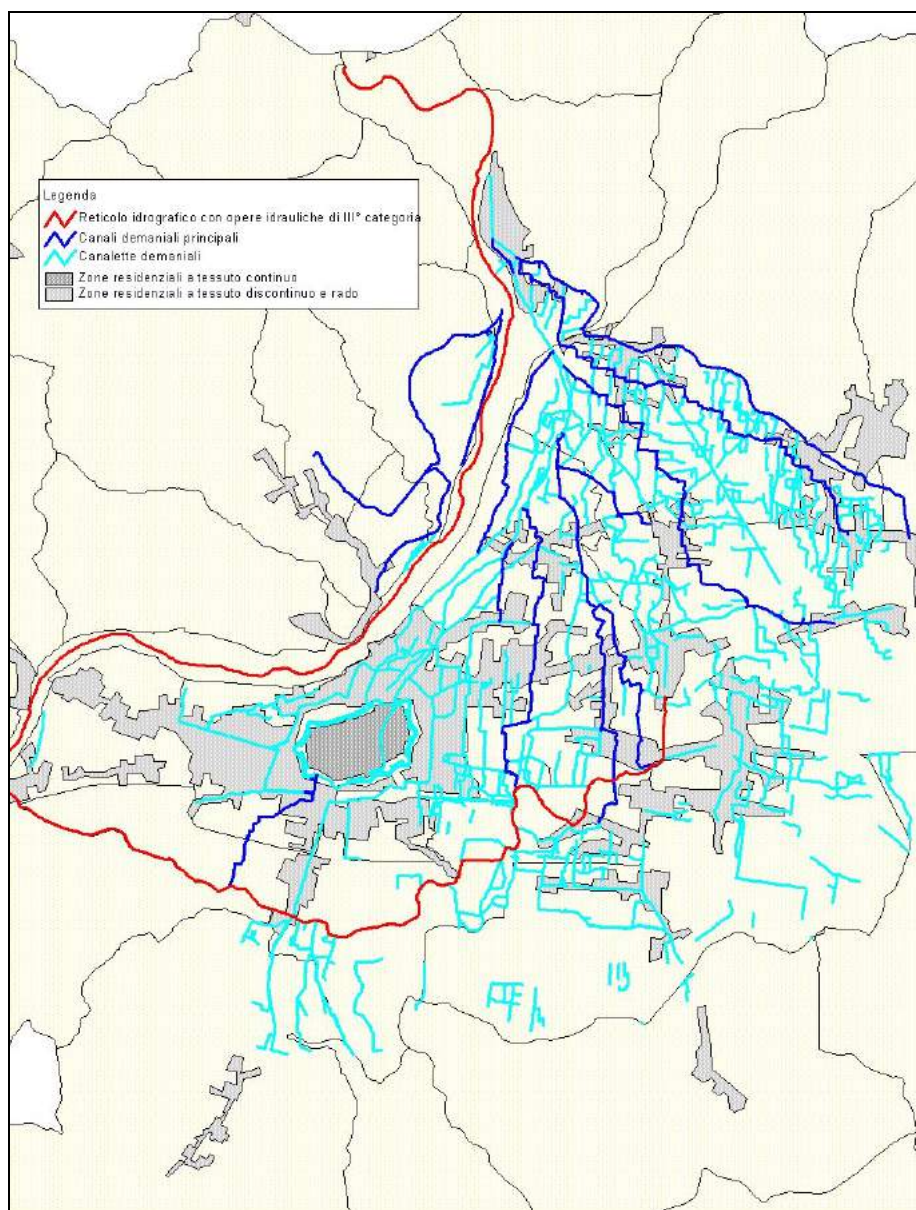 Legenda
Reticolo idrografico con opere idrauliche di III° categoria
Canali demaniali principali
Canalette demaniali
Zone residenziali a tessuto continuo
Zone residenziali a tessuto discontinuo e rado